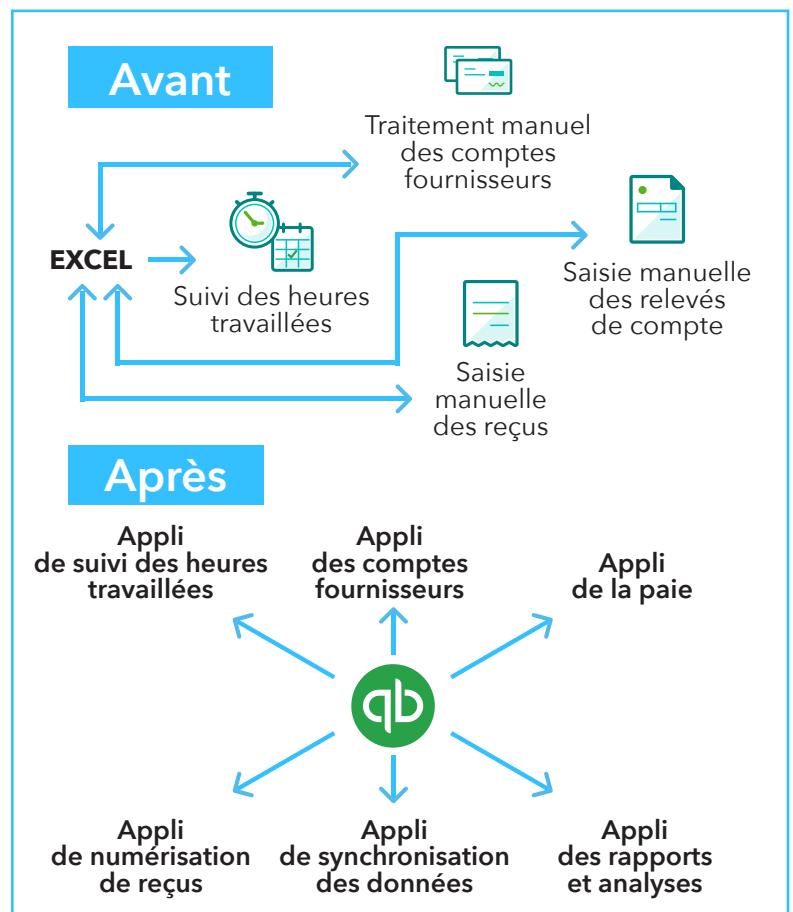 Avant
Traitement manuel
des comptes
fournisseurs
EXCEL
Suivi des heures
travaillées
Saisie manuelle
des relevés
de compte
Saisie
manuelle
des reçus
Après
Appli
de suivi des heures
travaillées
Appli
des comptes
fournisseurs
Appli
de la paie
qb
Appli
de numérisation
de reçus
Appli
de synchronisation
des données
Appli
des rapports
et analyses